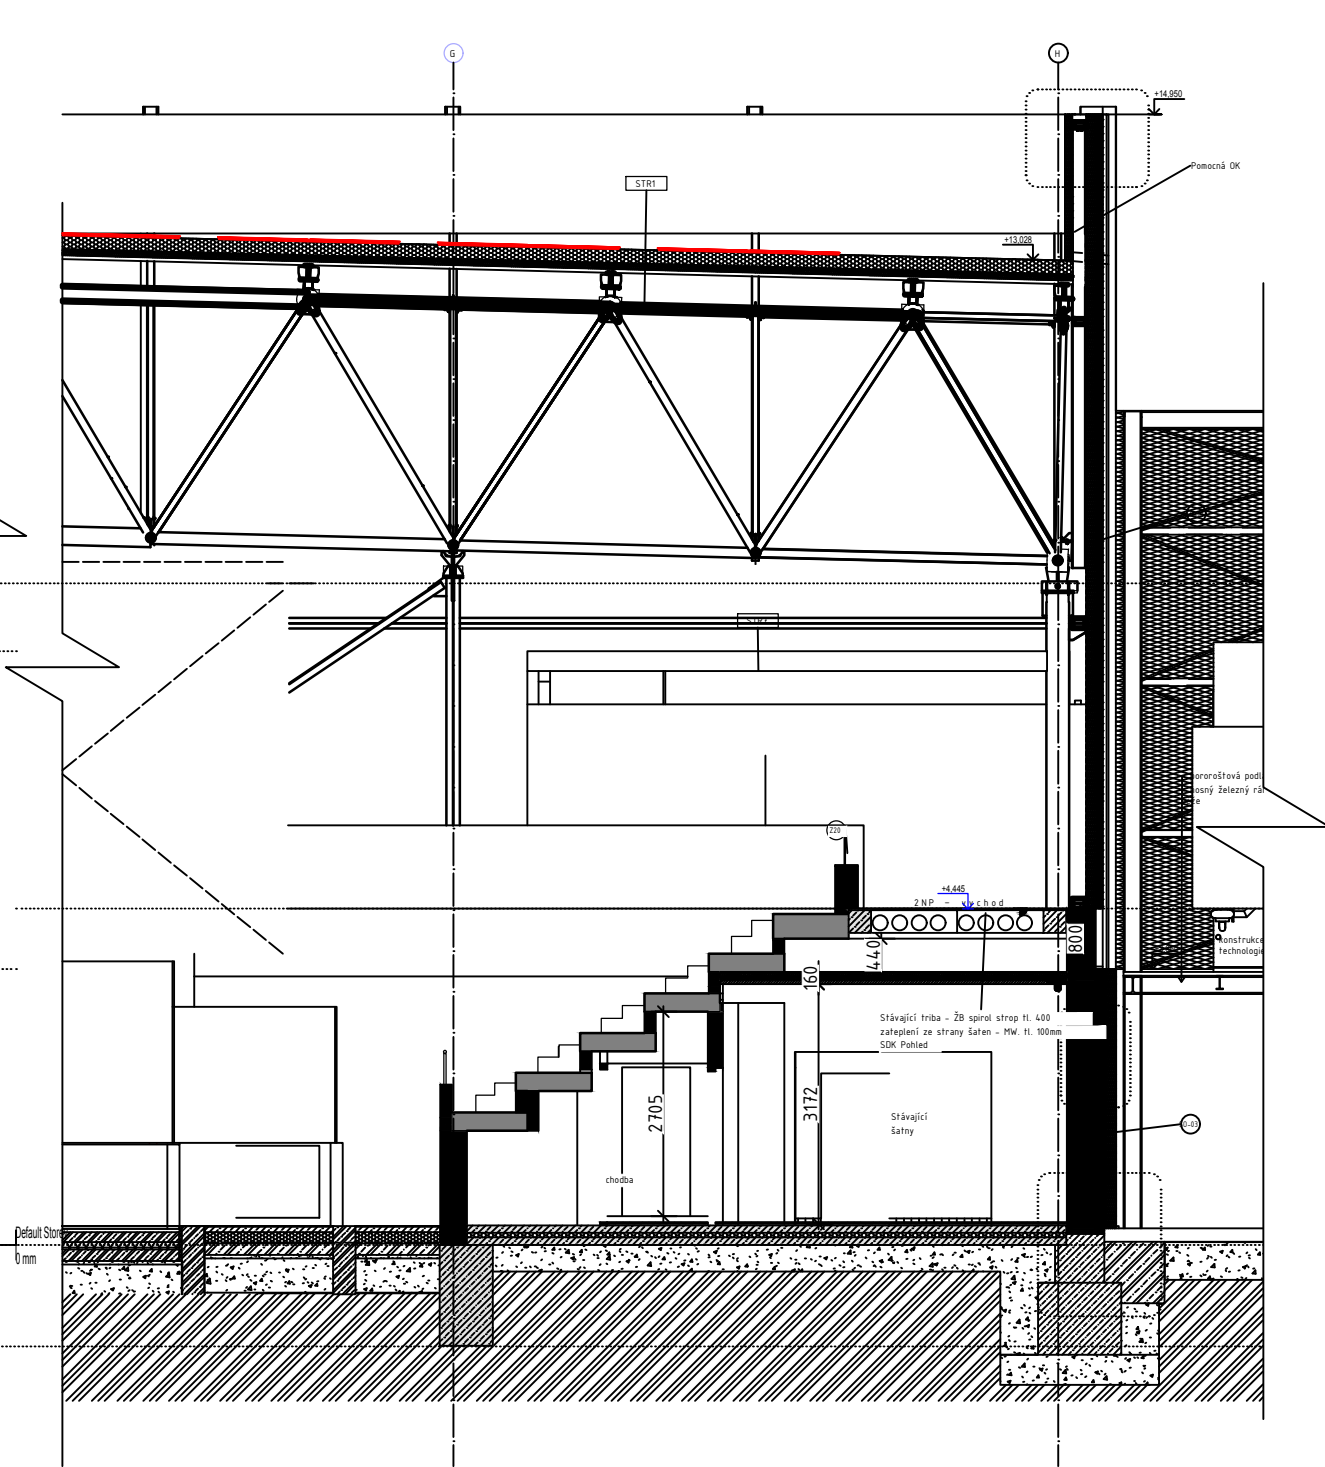 G
H
+14,950
Pomocná OK
STR1
+13,028
Z20
+4,445
2NP -
440
800
160
Stávající triba - ŽB spirol strop tl. 400
zateplení ze strany šaten - MW. tl. 100mm
SDK Pohled
konstrukce
technologie
2705
3172
Stávající
šatny
chodba
Default Store
0 mm